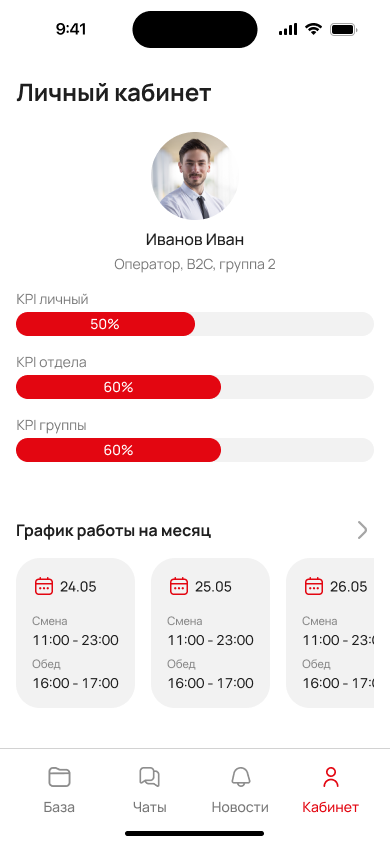 9:41
Личный кабинет
Иванов Иван
Оператор, B2C, группа 2
KPI личный
50%
KPI отдела
60%
KPI группы
60%
График работы на месяц
24.05 25.05 26.05
Смена Смена Смена
11:00 - 23:00 11:00 - 23:00 11:00 - 23:0
Обед Обед Обед
16:00 - 17:00 16:00 - 17:00 16:00 - 17:0
База Чаты Новости Кабинет